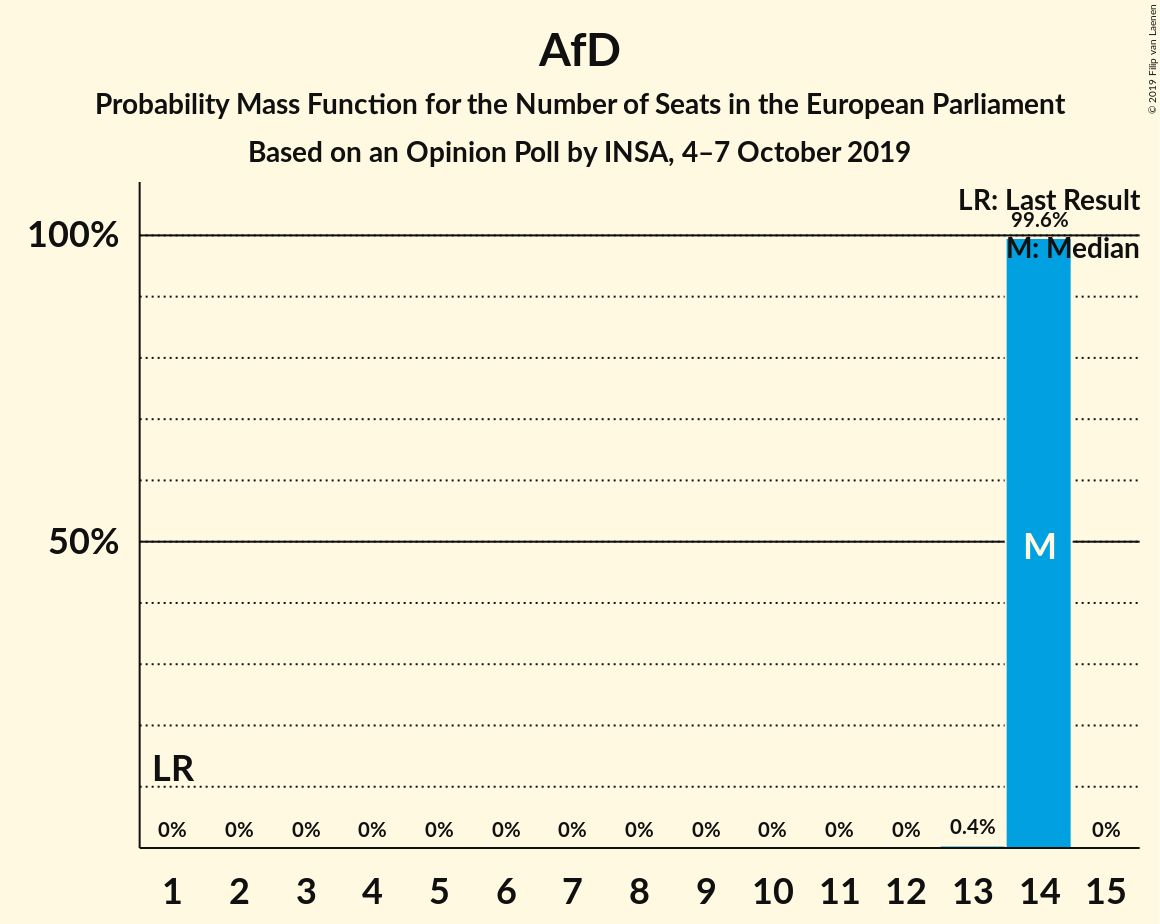 AfD
Probability Mass Function for the Number of Seats in the European Parliament
Based on an Opinion Poll by INSA, 4–7 October 2019
© 2019 Filip van Laenen
LR: Last Result
99.6%
M: Median
100%
50%
M
LR
0% 0% 0% 0% 0% 0% 0% 0% 0% 0% 0% 0% 0.4% 0%
1 2 3 4 5 6 7 8 9 10 11 12 13 14 15